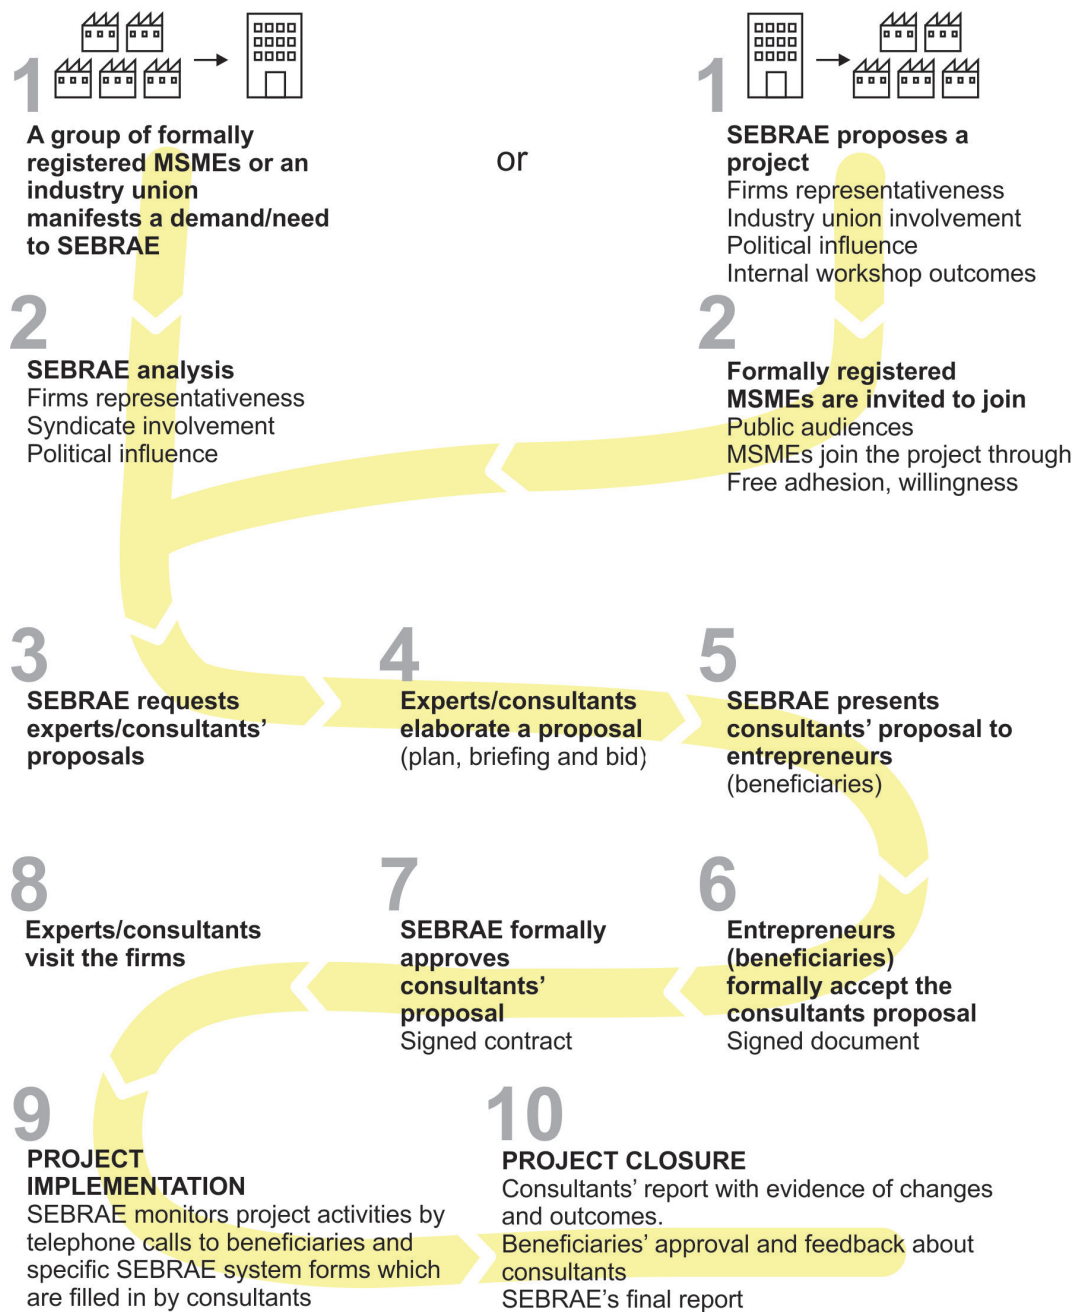 1
A group of formally
registered MSMEs or an
industry union
manifests a demand/need
to SEBRAE
or
1
SEBRAE proposes a
project
Firms representativeness
Industry union involvement
Political influence
Internal workshop outcomes
2
SEBRAE analysis
Firms representativeness
Syndicate involvement
Political influence
2
Formally registered
MSMEs are invited to join
Public audiences
MSMEs join the project through
Free adhesion, willingness
3
SEBRAE requests
experts/consultants’
proposals
4
Experts/consultants
elaborate a proposal
(plan, briefing and bid)
5
SEBRAE presents
consultants’ proposal to
entrepreneurs
(beneficiaries)
6
Entrepreneurs
(beneficiaries)
formally accept the
consultants proposal
Signed document
7
SEBRAE formally
approves
consultants’
proposal
Signed contract
8
Experts/consultants
visit the firms
9
PROJECT
IMPLEMENTATION
SEBRAE monitors project activities by
telephone calls to beneficiaries and
specific SEBRAE system forms which
are filled in by consultants
10
PROJECT CLOSURE
Consultants’ report with evidence of changes
and outcomes.
Beneficiaries’ approval and feedback about
consultants
SEBRAE’s final report